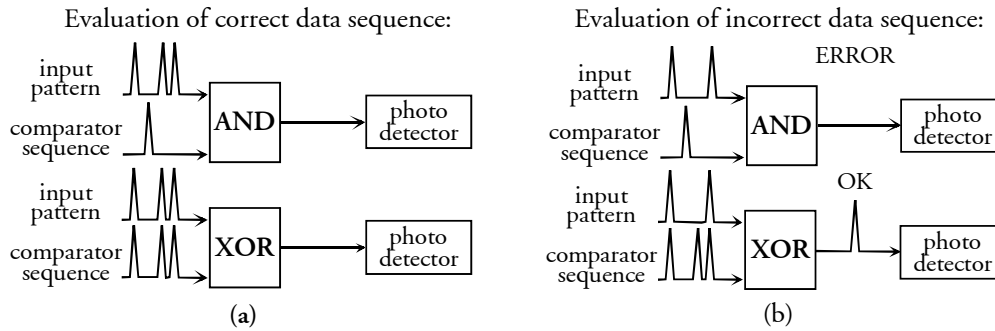 Evaluation of correct data sequence:
input
pattern
comparator
sequence
AND
photo
detector
input
pattern
comparator
sequence
XOR
photo
detector
(a)
Evaluation of incorrect data sequence:
ERROR
input
pattern
comparator
sequence
AND
photo
detector
OK
input
pattern
comparator
sequence
XOR
photo
detector
(b)